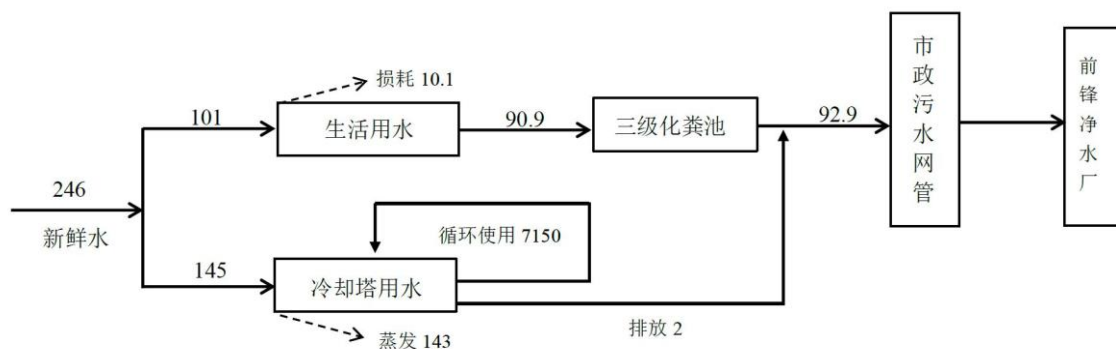 损耗 10.1
101
生活用水
90.9
三级化粪池
92.9
市政污水网管
前锋净水厂
246
新鲜水
循环使用 7150
145
冷却塔用水
排放 2
蒸发 143